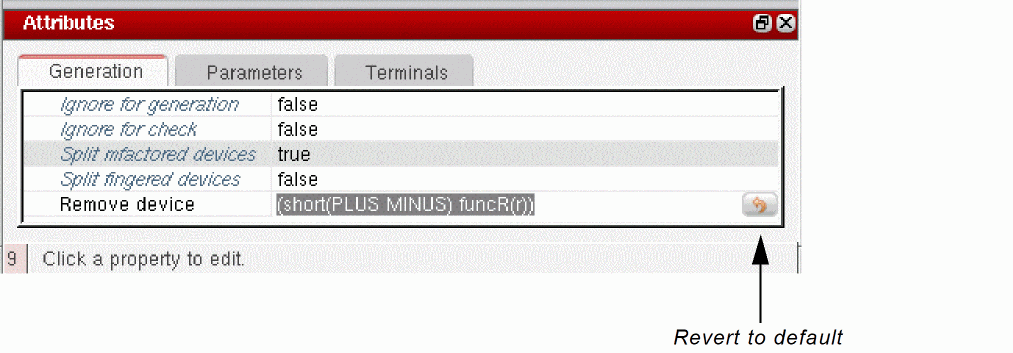 Attributes
Generation Parameters Terminals
Ignore for generation false
Ignore for check false
Split mfactored devices true
Split fingered devices false
Remove device (short(PLUS MINUS) funcR(r))
9 Click a property to edit.
Revert to default